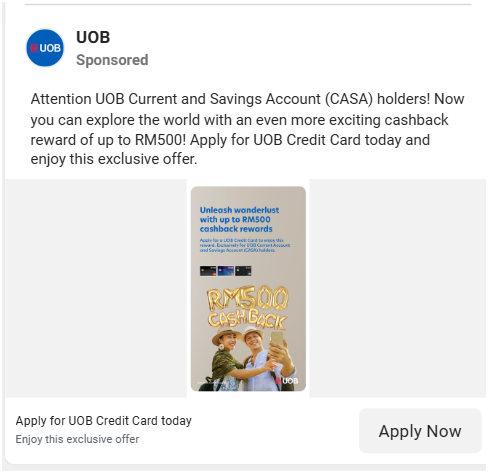 UOB
UOB
Sponsored
Attention UOB Current and Savings Account (CASA) holders! Now
you can explore the world with an even more exciting cashback
reward of up to RM500! Apply for UOB Credit Card today and
enjoy this exclusive offer.
Unleash wanderlust
with up to RM500
cashback rewards
Apply for a UOB Credit Card to enjoy this
reward. Exclusively for UOB Current Account
and Savings Account (CASA) holders.
RM500
CASHBACK
UOB
Apply for UOB Credit Card today
Enjoy this exclusive offer
Apply Now